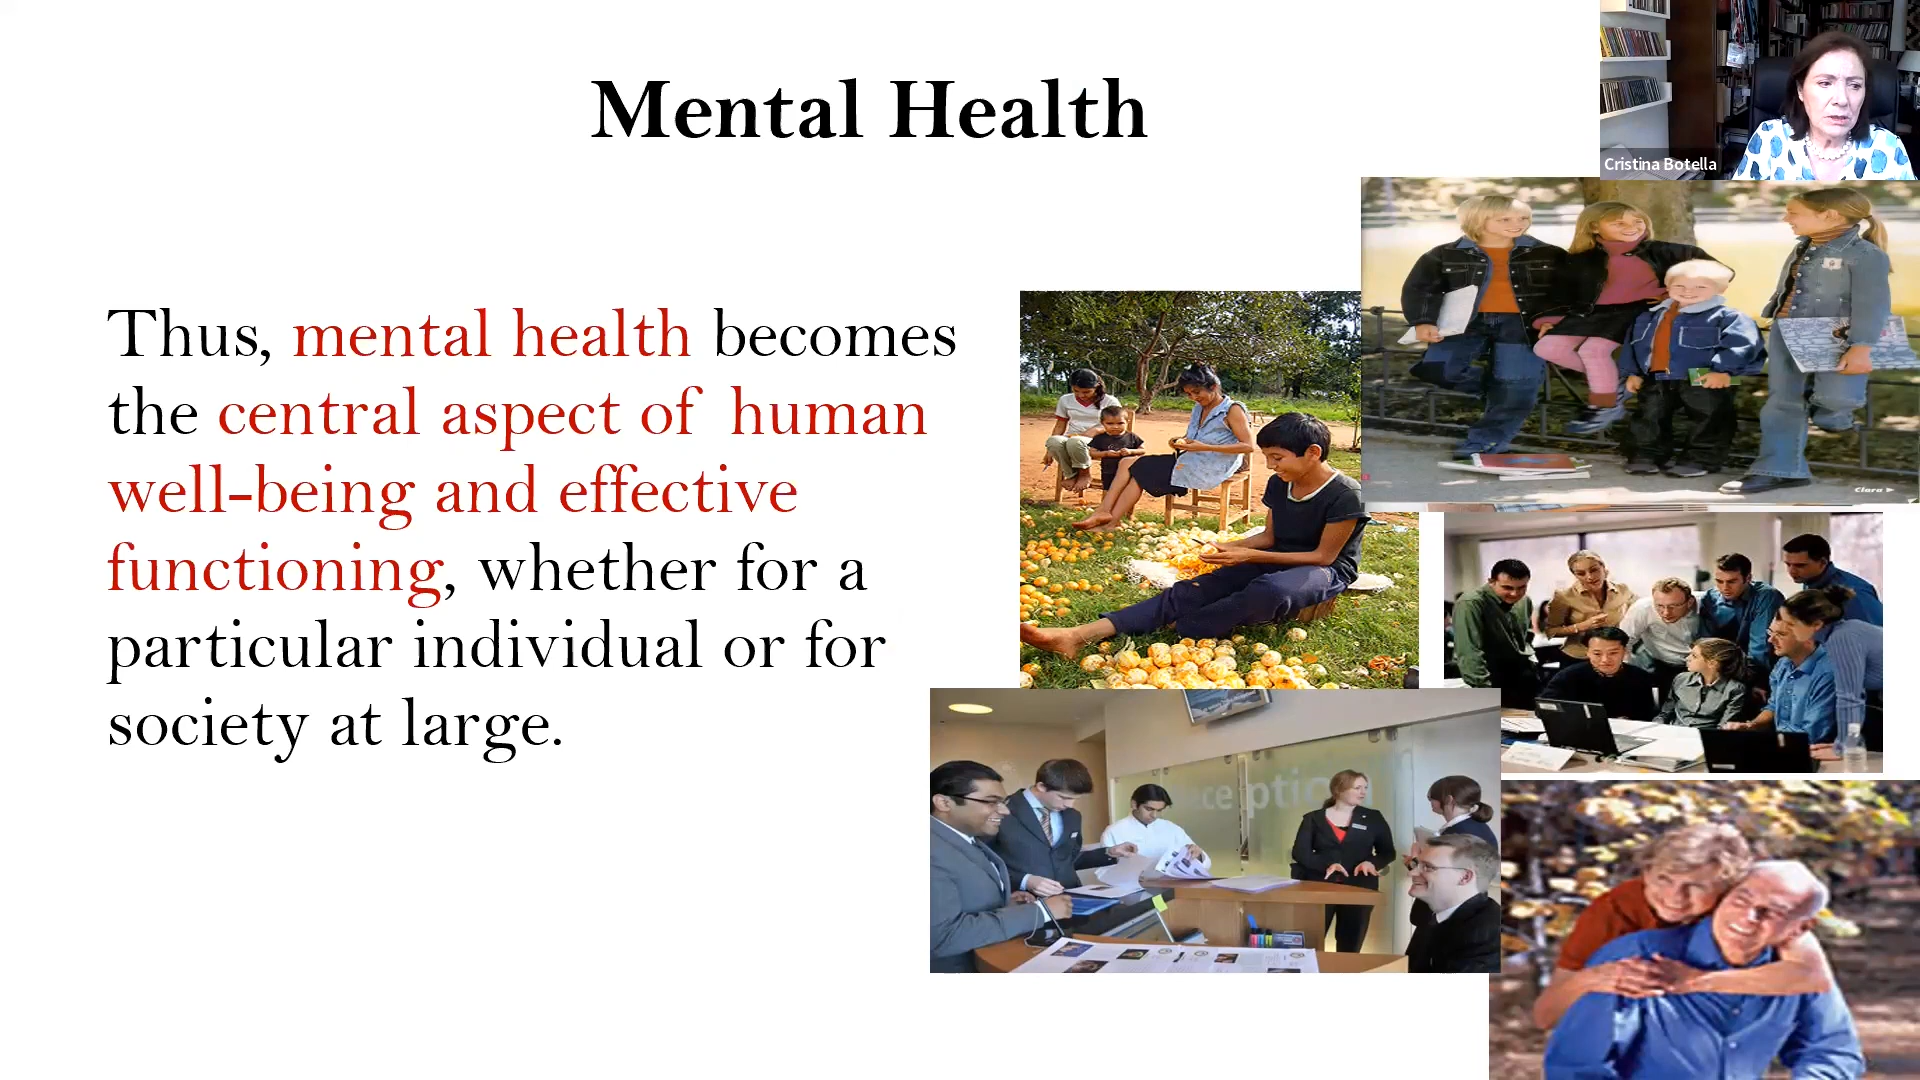 Mental Health
Cristina Botella
Thus, mental health becomes
the central aspect of human
well-being and effective
functioning, whether for a
particular individual or for
society at large.
Clara